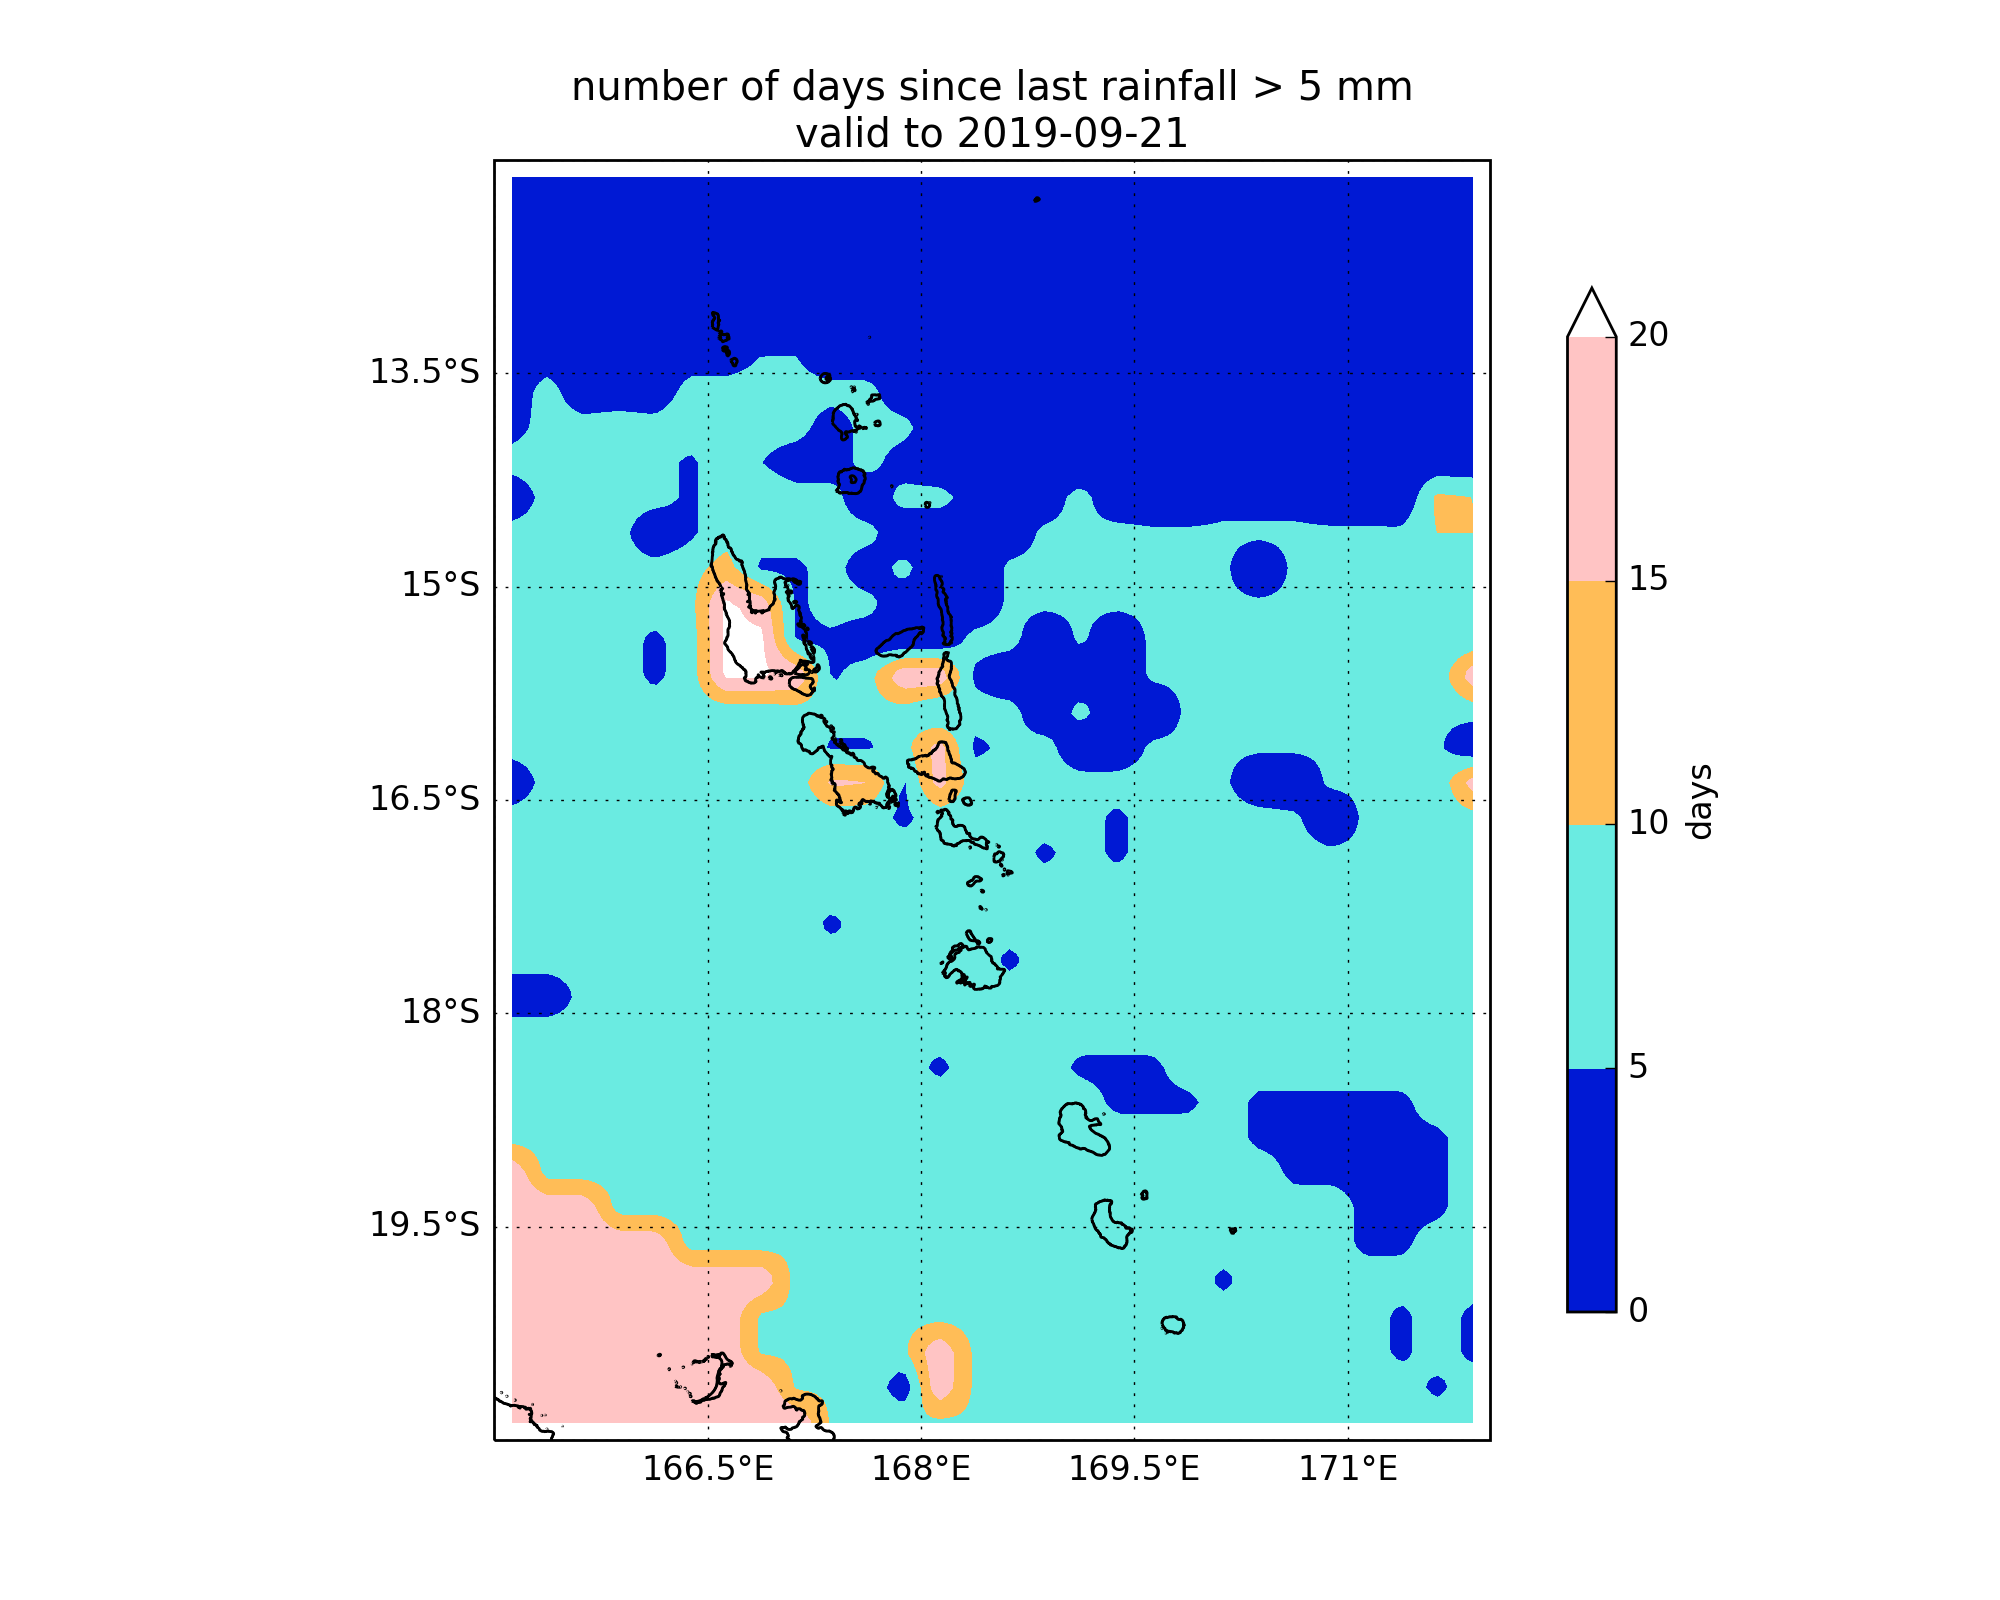 number of days since last rainfall > 5 mm
valid to 2019-09-21
13.5°S
15°S
16.5°S
18°S
19.5°S
166.5°E
168°E
169.5°E
171°E
20
15
10
5
0
days